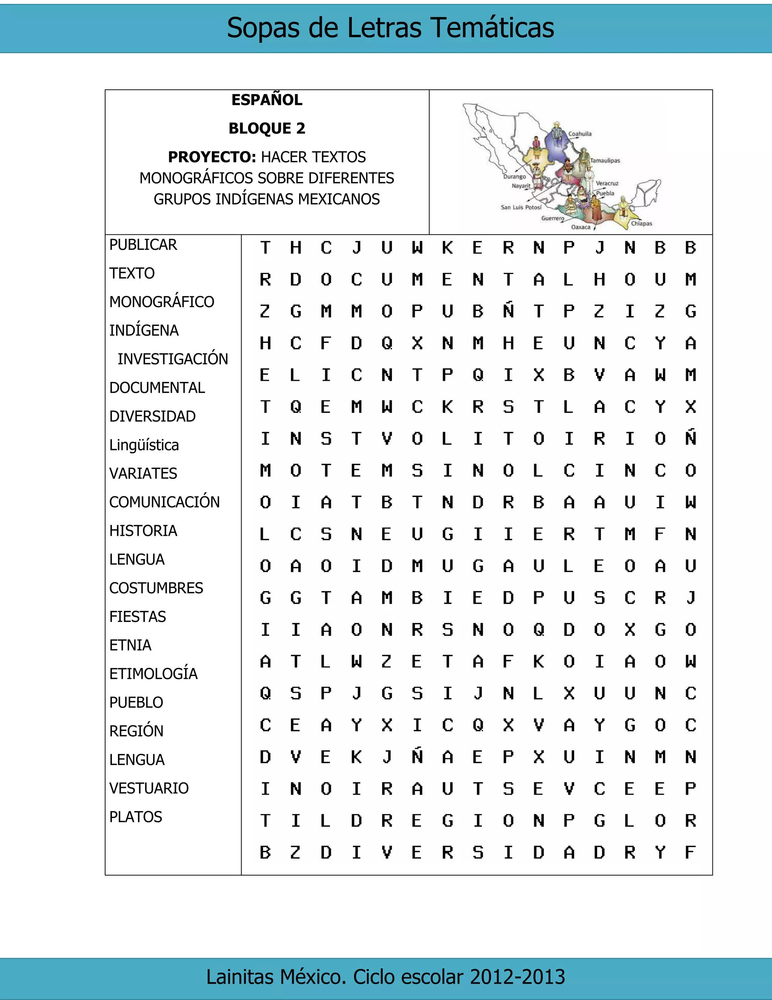 Sopas de Letras Temáticas
ESPAÑOL
BLOQUE 2
PROYECTO: HACER TEXTOS
MONOGRÁFICOS SOBRE DIFERENTES
GRUPOS INDÍGENAS MEXICANOS
Coahuila
Tamaulipas
Durango
Nayarit
Veracruz
Puebla
San Luis Potosí
Guerrero
Oaxaca
Chiapas
PUBLICAR
TEXTO
MONOGRÁFICO
INDÍGENA
INVESTIGACIÓN
DOCUMENTAL
DIVERSIDAD
Lingüística
VARIATES
COMUNICACIÓN
HISTORIA
LENGUA
COSTUMBRES
FIESTAS
ETNIA
ETIMOLOGÍA
PUEBLO
REGIÓN
LENGUA
VESTUARIO
PLATOS
T H C J U W K E R N P J N B B
R D O C U M E N T A L H O U M
Z G M M O P U B Ñ T P Z I Z G
H C F D Q X N M H E U N C Y A
E L I C N T P Q I X B V A W M
T Q E M W C K R S T L A C Y X
I N S T V O L I T O I R I O Ñ
M O T E M S I N O L C I N C O
O I A T B T N D R B A A U I W
L C S N E U G I I E R T M F N
O A O I D M U G A U L E O A U
G G T A M B I E D P U S C R J
I I A O N R S N O Q D O X G O
A T L W Z E T A F K O I A O W
Q S P J G S I J N L X U U N C
C E A Y X I C Q X V A Y G O C
D V E K J Ñ A E P X U I N M N
I N O I R A U T S E V C E E P
T I L D R E G I O N P G L O R
B Z D I V E R S I D A D R Y F
Lainitas México. Ciclo escolar 2012-2013